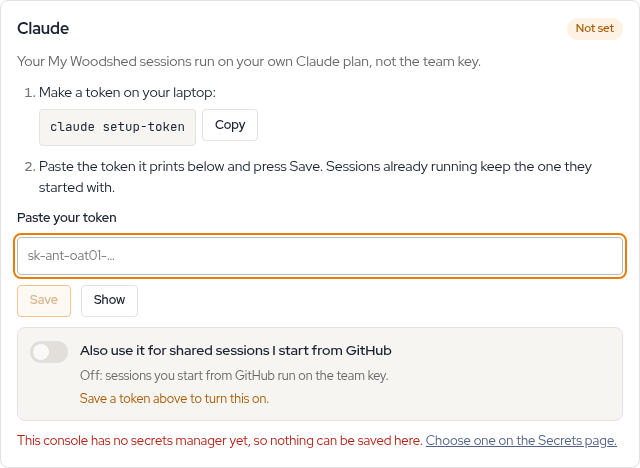 Claude
Not set
Your My Woodshed sessions run on your own Claude plan, not the team key.
1. Make a token on your laptop:
claude setup-token
Copy
2. Paste the token it prints below and press Save. Sessions already running keep the one they
started with.
Paste your token
sk-ant-oat01-...
Save
Show
Also use it for shared sessions I start from GitHub
Off: sessions you start from GitHub run on the team key.
Save a token above to turn this on.
This console has no secrets manager yet, so nothing can be saved here. Choose one on the Secrets page.